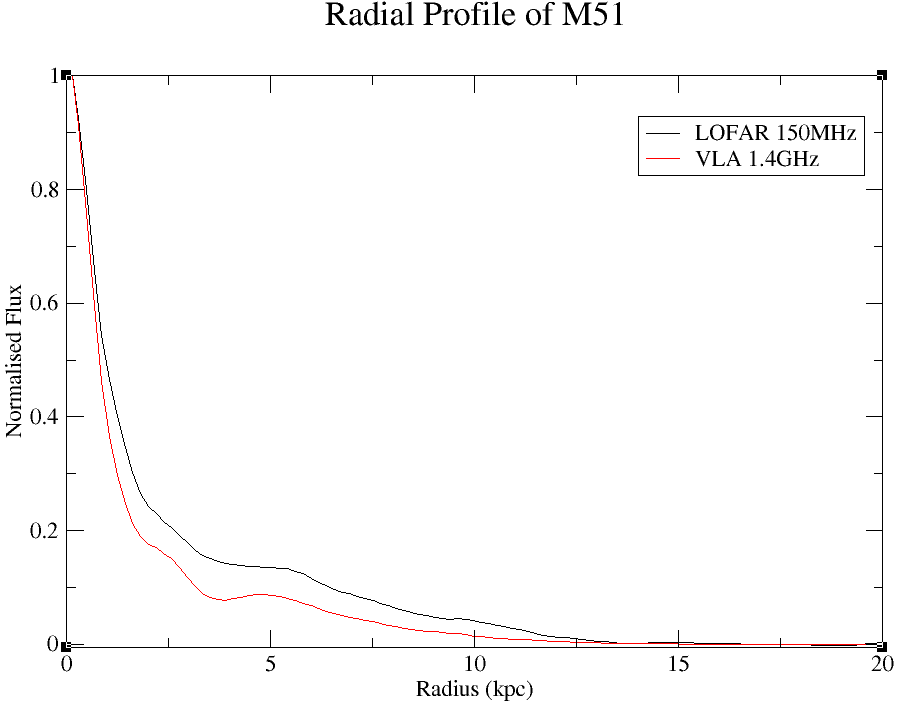 Radial Profile of M51
1
0.8
0.6
0.4
0.2
0
Normalised Flux
LOFAR 150MHz
VLA 1.4GHz
0 5 10 15 20
Radius (kpc)